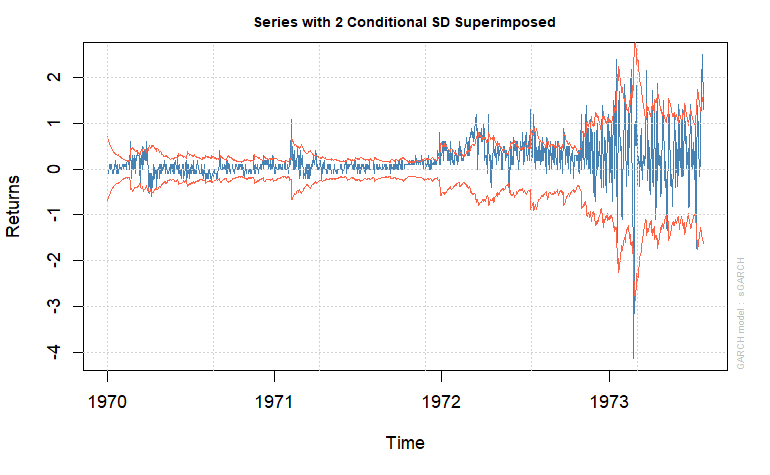 Series with 2 Conditional SD Superimposed
Returns
2
1
0
-1
-2
-3
-4
1970 1971 1972 1973
Time
GARCH model : sGARCH